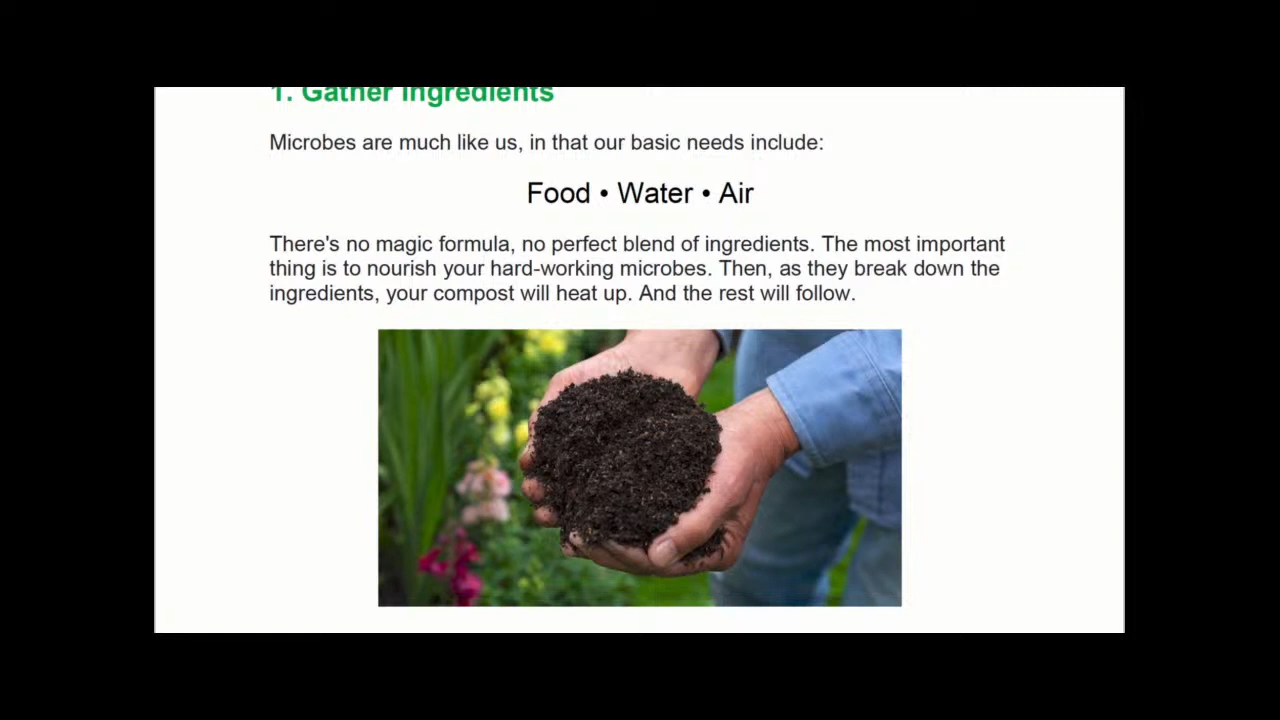 1. Gather Ingredients
Microbes are much like us, in that our basic needs include:
Food • Water • Air
There's no magic formula, no perfect blend of ingredients. The most important
thing is to nourish your hard-working microbes. Then, as they break down the
ingredients, your compost will heat up. And the rest will follow.